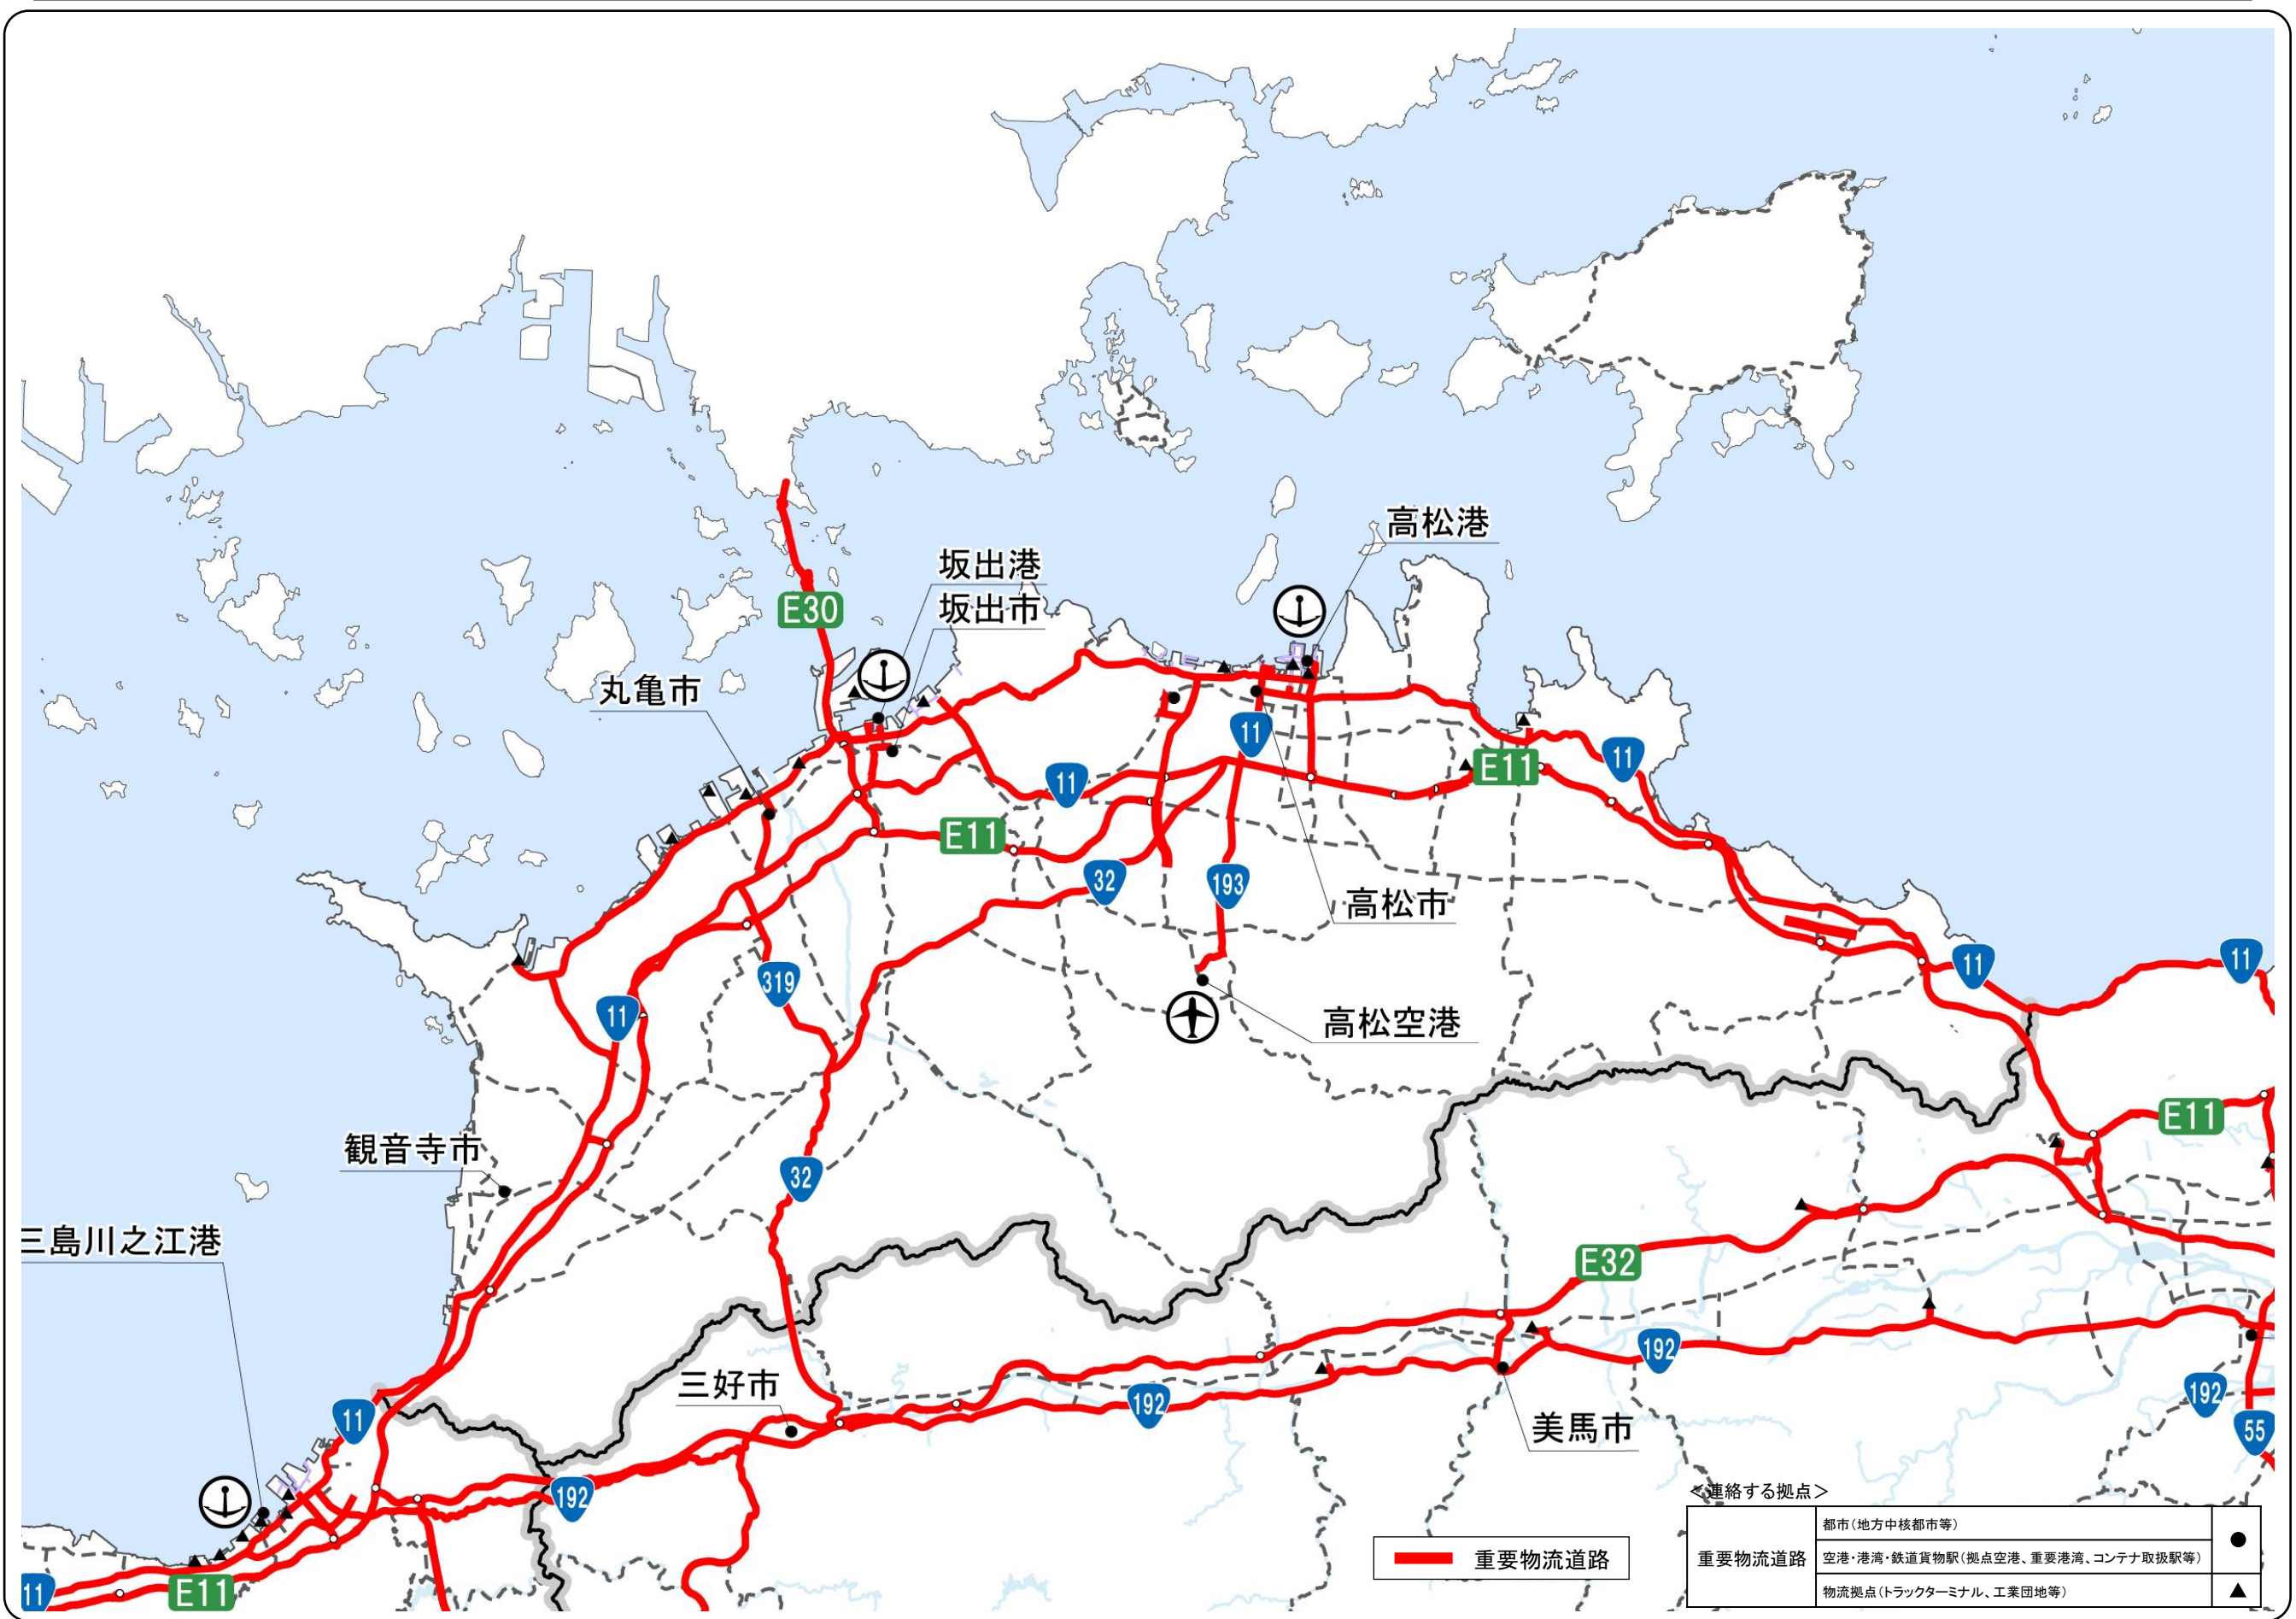 高松港
坂出港
坂出市
E30
丸亀市
11
11
11
E11
E11
32
193
高松市
319
11
11
11
高松空港
E11
観音寺市
32
三島川之江港
E32
192
三好市
192
192
55
美馬市
11
192
11
E11
<連絡する拠点>
重要物流道路
重要物流道路
都市(地方中核都市等)
空港・港湾・鉄道貨物駅(拠点空港、重要港湾、コンテナ取扱駅等)
物流拠点(トラックターミナル、工業団地等)